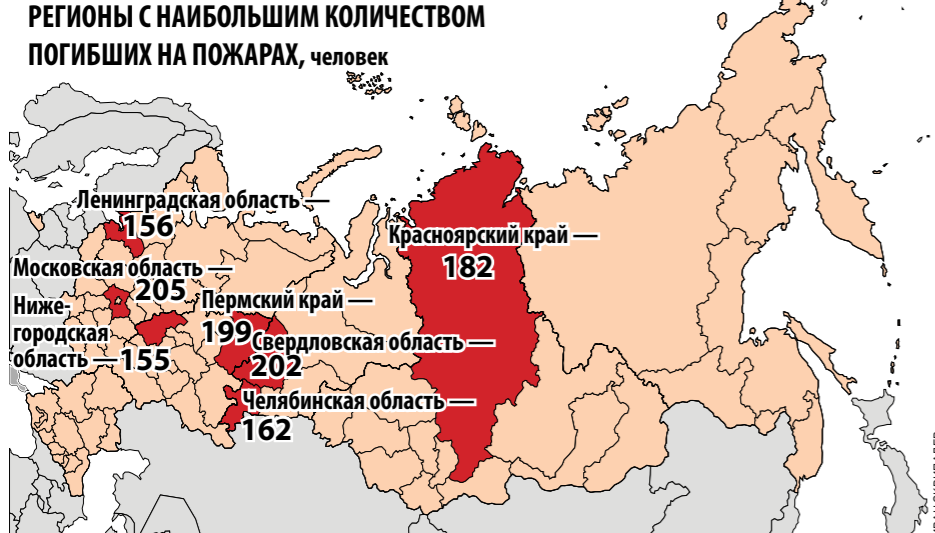 РЕГИОНЫ С НАИБОЛЬШИМ КОЛИЧЕСТВОМ
ПОГИБШИХ НА ПОЖАРАХ, человек
Ленинградская область —
156
Красноярский край —
182
Московская область —
205
Ниже-
городская
область — 155
Пермский край —
199
Свердловская область —
202
Челябинская область —
162